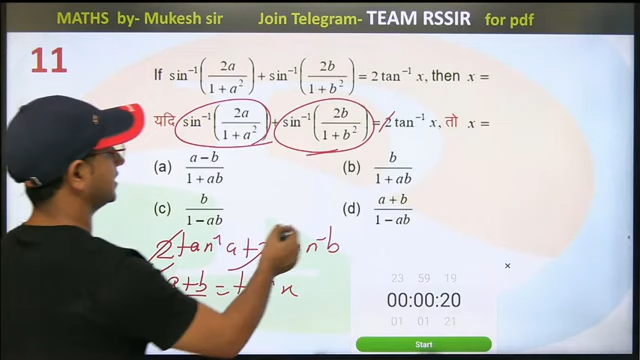 MATHS by- Mukesh sir Join Telegram- TEAM RSSIR for pdf
11
If sin⁻¹(2a/(1+a²)) + sin⁻¹(2b/(1+b²)) = 2 tan⁻¹ x, then x =
यदि sin⁻¹(2a/(1+a²)) + sin⁻¹(2b/(1+b²)) = 2 tan⁻¹ x, तो x =
(a) (a−b)/(1+ab) (b) b/(1+ab)
(c) b/(1−ab) (d) (a+b)/(1−ab)
2tan⁻¹a +
a+b =
x
23 59 19
00:00:20
01 01 21
Start